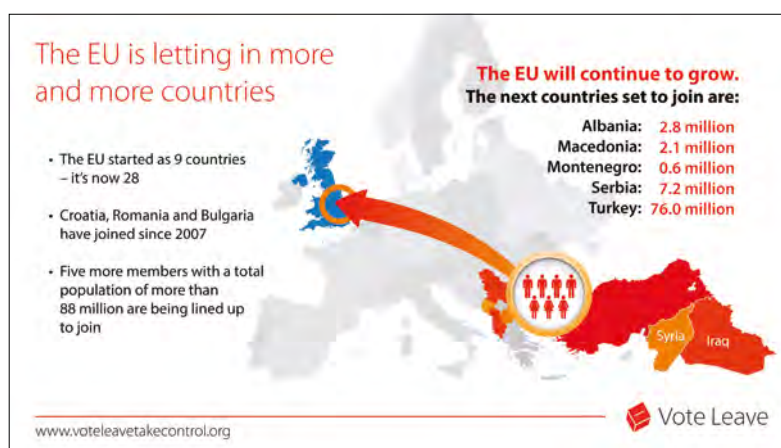 The EU is letting in more
and more countries
• The EU started as 9 countries
– it's now 28
• Croatia, Romania and Bulgaria
have joined since 2007
• Five more members with a total
population of more than
88 million are being lined up
to join
The EU will continue to grow.
The next countries set to join are:
Albania: 2.8 million
Macedonia: 2.1 million
Montenegro: 0.6 million
Serbia: 7.2 million
Turkey: 76.0 million
Syria
Iraq
www.voteleavetakecontrol.org
Vote Leave